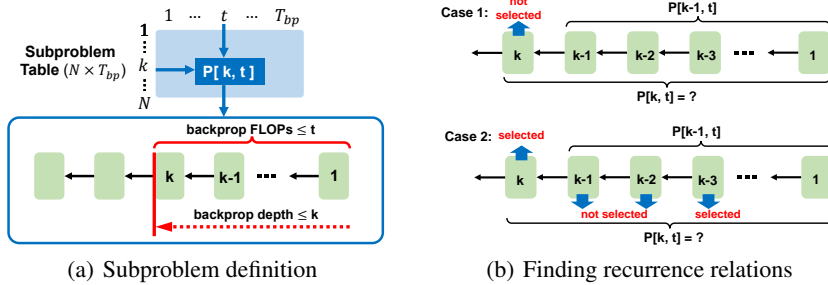 1 ... t ... T_bp
Subproblem
Table (N × T_bp)
1
⋮
k
⋮
N
P[ k, t ]
backprop FLOPs ≤ t
k
k-1
...
1
backprop depth ≤ k
(a) Subproblem definition
Case 1:
not
selected
P[k-1, t]
k
k-1
k-2
k-3
...
1
P[k, t] = ?
Case 2:
selected
P[k-1, t]
k
k-1
k-2
k-3
...
1
not selected
selected
P[k, t] = ?
(b) Finding recurrence relations